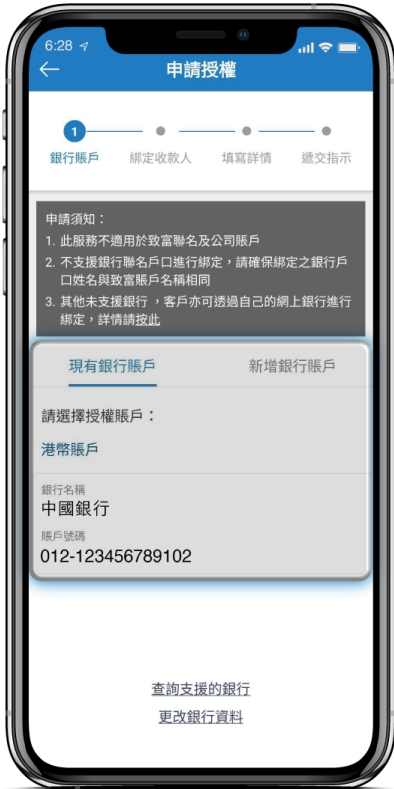 6:28
申請授權
1
銀行賬戶
綁定收款人
填寫詳情
遞交指示
申請須知：
1. 此服務不適用於致富聯名及公司賬戶
2. 不支援銀行聯名戶口進行綁定，請確保綁定之銀行戶
口姓名與致富賬戶名稱相同
3. 其他未支援銀行 ，客戶亦可透過自己的網上銀行進行
綁定，詳情請按此
現有銀行賬戶
新增銀行賬戶
請選擇授權賬戶：
港幣賬戶
銀行名稱
中國銀行
賬戶號碼
012-123456789102
查詢支援的銀行
更改銀行資料